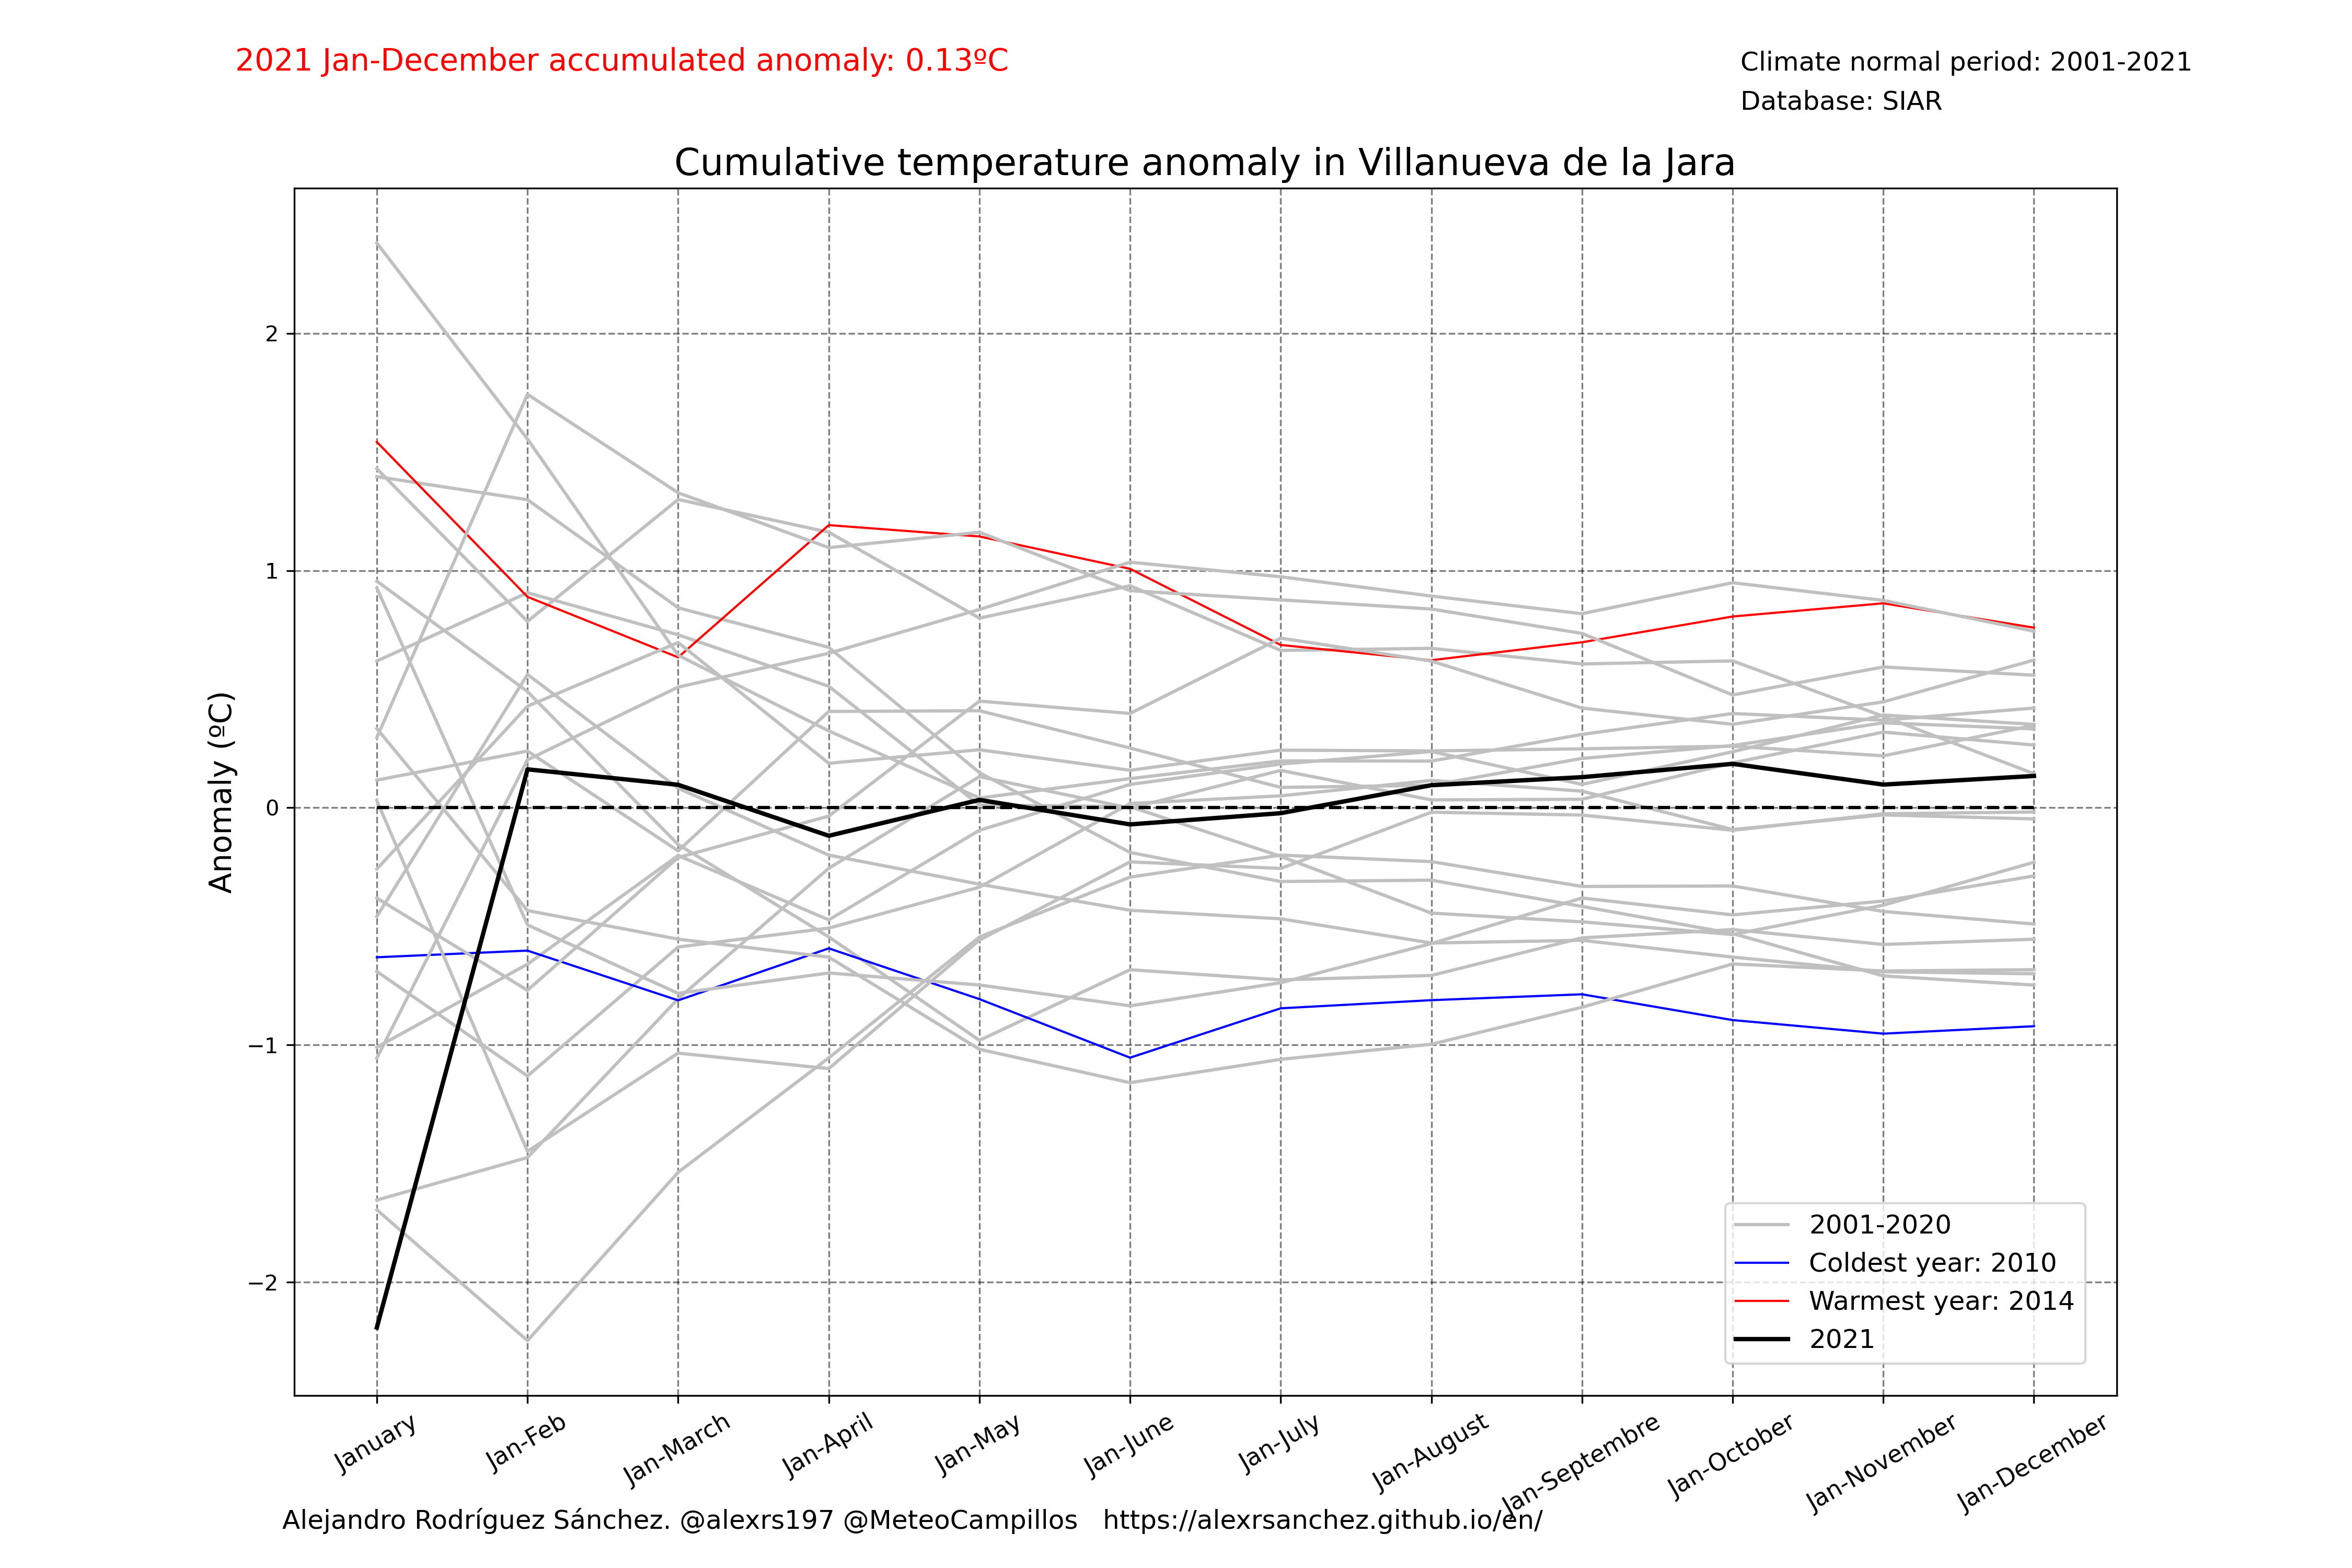 2021 Jan-December accumulated anomaly: 0.13ºC
Climate normal period: 2001-2021
Database: SIAR
Cumulative temperature anomaly in Villanueva de la Jara
Anomaly (ºC)
2
1
0
−1
−2
2001-2020
Coldest year: 2010
Warmest year: 2014
2021
January
Jan-Feb
Jan-March
Jan-April
Jan-May
Jan-June
Jan-July
Jan-August
Jan-Septembre
Jan-October
Jan-November
Jan-December
Alejandro Rodríguez Sánchez. @alexrs197 @MeteoCampillos   https://alexrsanchez.github.io/en/